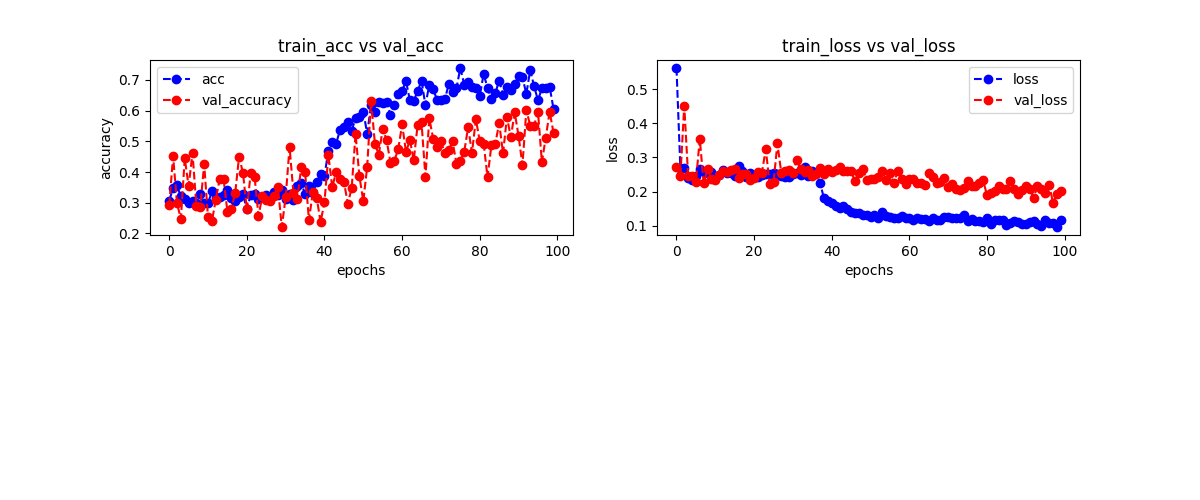 train_acc vs val_acc
acc
val_accuracy
accuracy
0.7
0.6
0.5
0.4
0.3
0.2
0
20
40
60
80
100
epochs
train_loss vs val_loss
loss
val_loss
loss
0.5
0.4
0.3
0.2
0.1
0
20
40
60
80
100
epochs